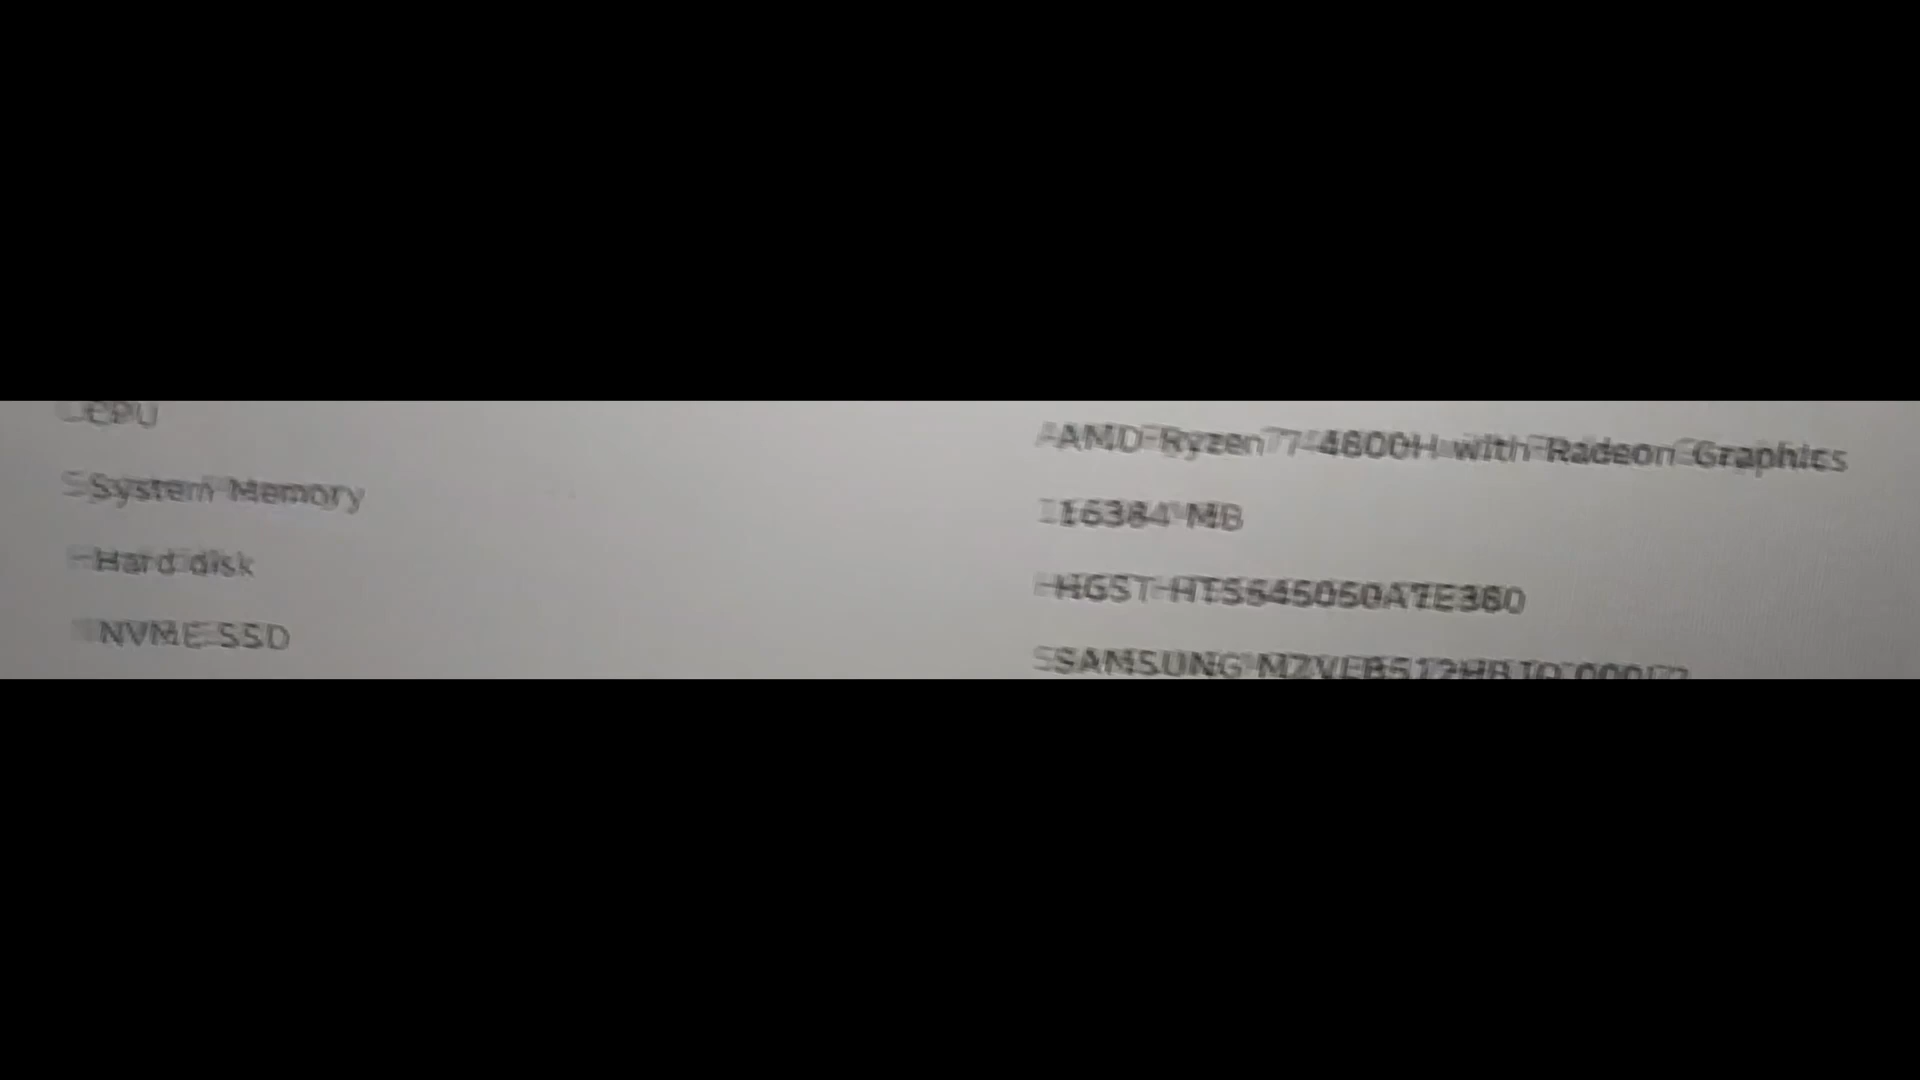 CPU
AMD Ryzen 7 4800H with Radeon Graphics
System Memory
16384 MB
Hard disk
HGST HTS545050A7E380
NVME SSD
SAMSUNG